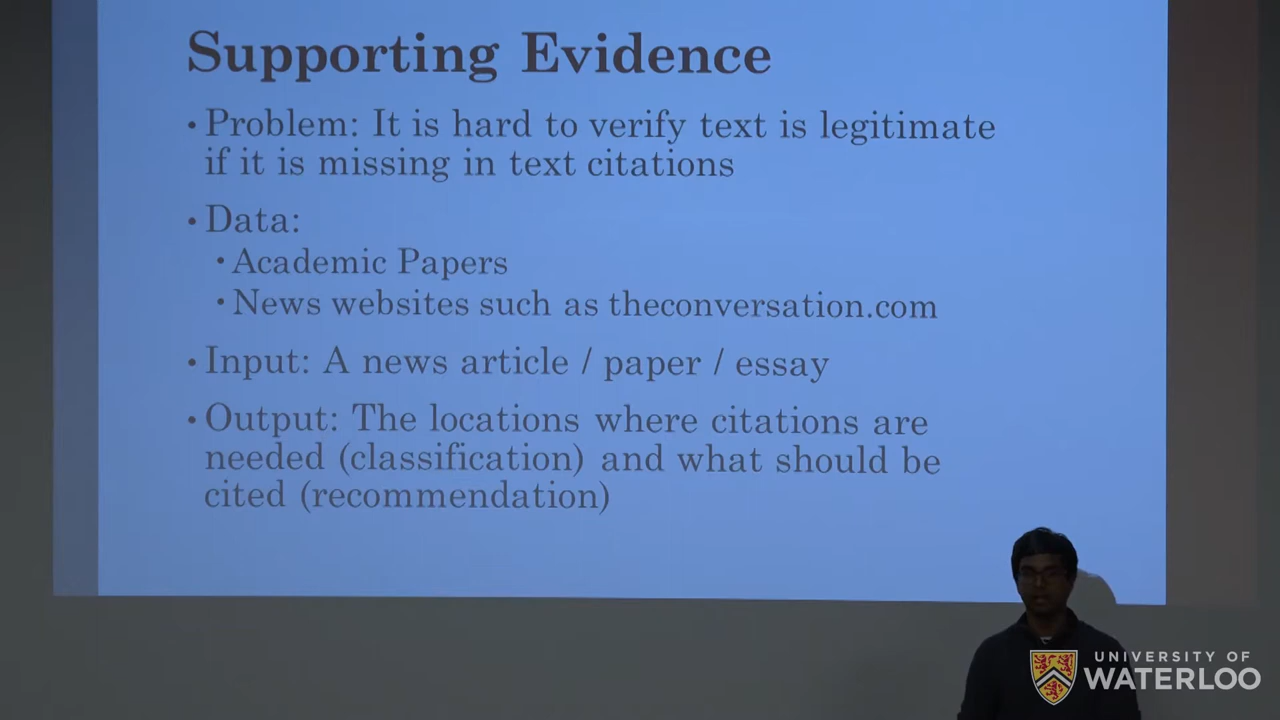 Supporting Evidence
• Problem: It is hard to verify text is legitimate
if it is missing in text citations
• Data:
• Academic Papers
• News websites such as theconversation.com
• Input: A news article / paper / essay
• Output: The locations where citations are
needed (classification) and what should be
cited (recommendation)
UNIVERSITY OF
WATERLOO